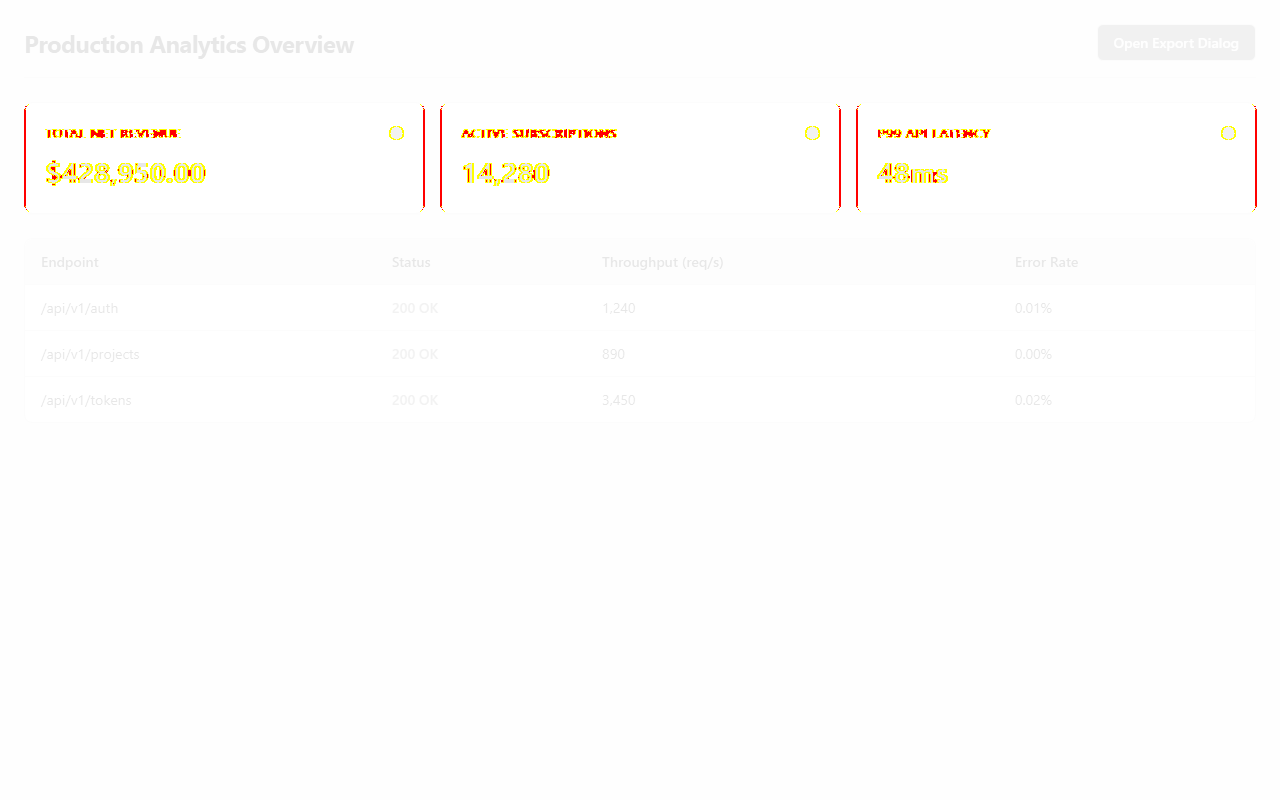 Production Analytics Overview
Open Export Dialog
TOTAL NET REVENUE
ACTIVE SUBSCRIPTIONS
P99 API LATENCY
$428,950.00
14,280
48ms
Endpoint Status Throughput (req/s) Error Rate
/api/v1/auth 200 OK 1,240 0.01%
/api/v1/projects 200 OK 890 0.00%
/api/v1/tokens 200 OK 3,450 0.02%